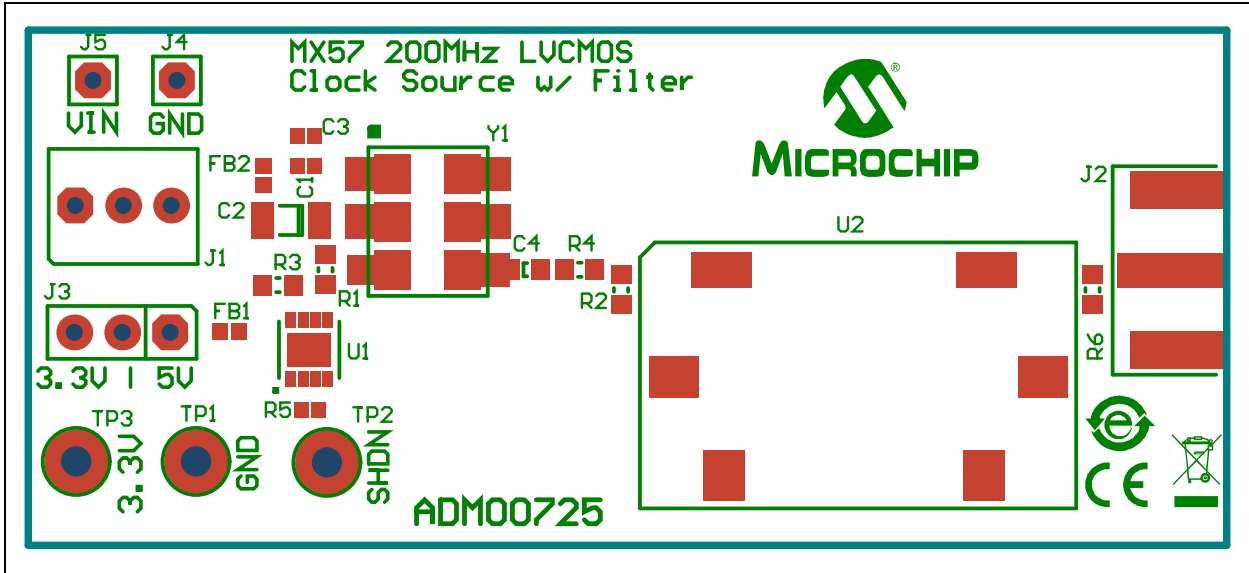 J5
J4
MX57 200MHz LVCMOS
Clock Source w/ Filter
VIN
GND
C3
Y1
®
MICROCHIP
FB2
C1
C2
J2
J1
U2
C4
R4
R3
R1
R2
J3
FB1
U1
R6
3.3V | 5V
R5
TP3
TP1
TP2
3.3V
GND
SHDN
e
CE
ADM00725